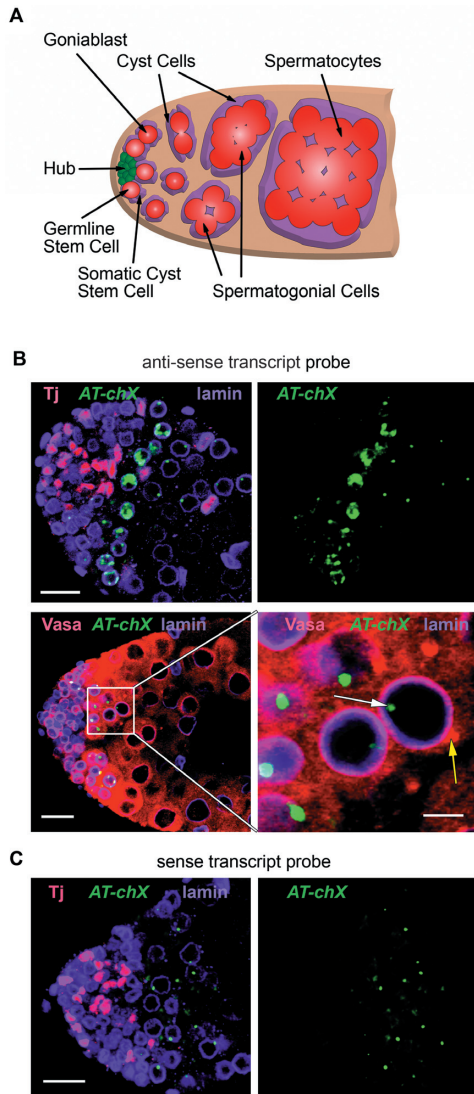 A
Goniablast
Cyst Cells
Spermatocytes
Hub
Germline
Stem Cell
Somatic Cyst
Stem Cell
Spermatogonial Cells
B
anti-sense transcript probe
Tj AT-chX lamin
AT-chX
Vasa AT-chX lamin
Vasa AT-chX lamin
C
sense transcript probe
Tj AT-chX lamin
AT-chX